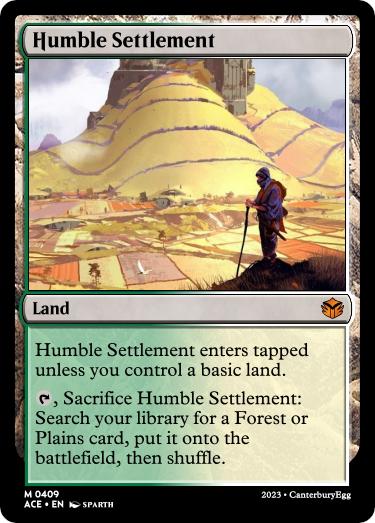 Humble Settlement
Land
Humble Settlement enters tapped
unless you control a basic land.
, Sacrifice Humble Settlement:
Search your library for a Forest or
Plains card, put it onto the
battlefield, then shuffle.
M 0409
ACE • EN SPARTH
2023 • CanterburyEgg